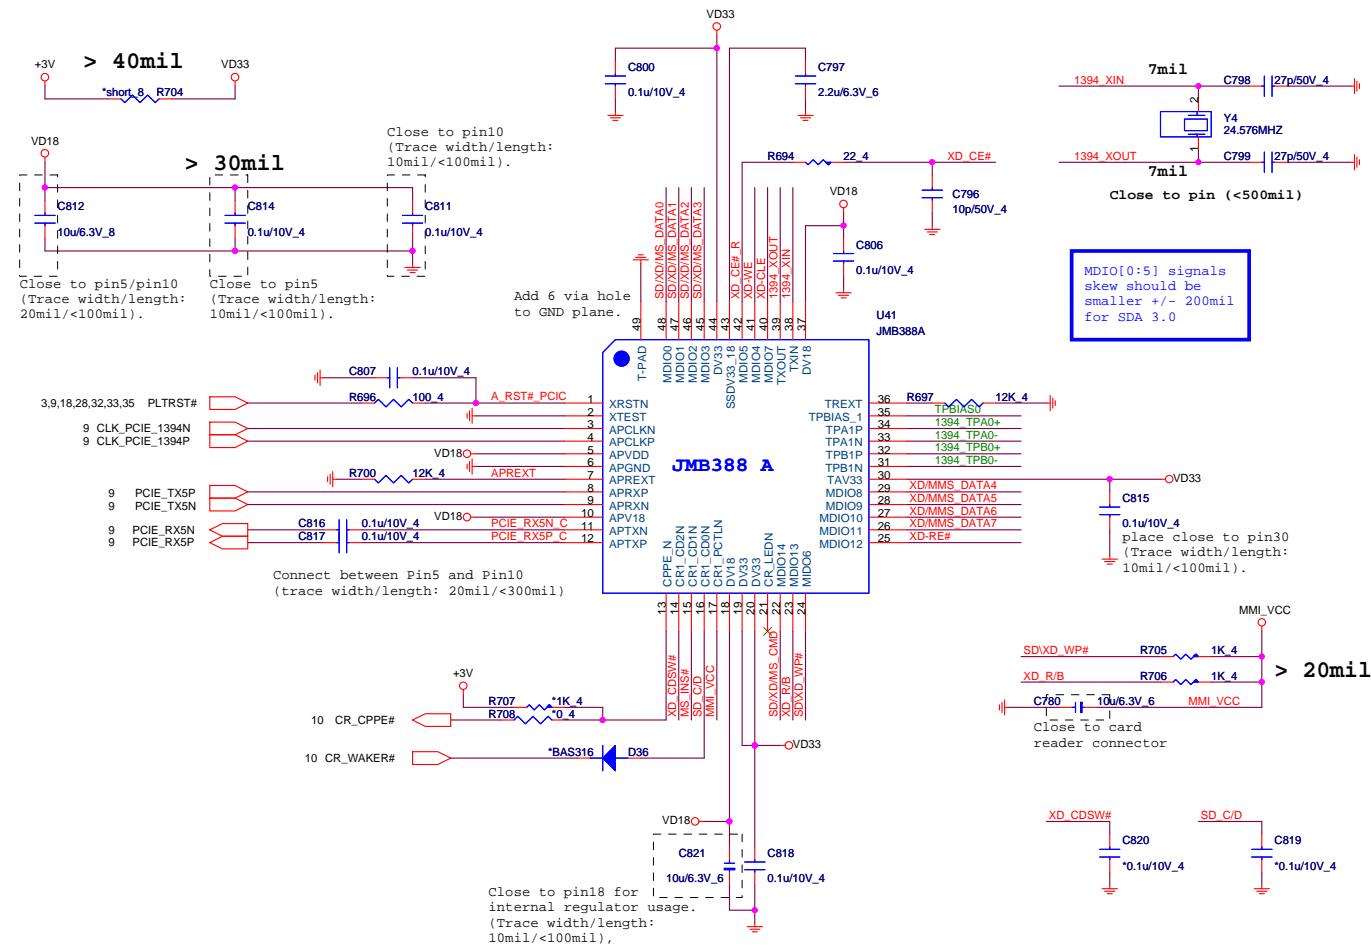 VD33
+3V
> 40mil
VD33
*short_8 R704
C800
0.1u/10V_4
C797
2.2u/6.3V_6
1394_XIN
7mil
C798
27p/50V_4
2
Y4
24.576MHZ
1
1394_XOUT
7mil
C799
27p/50V_4
Close to pin (<500mil)
VD18
> 30mil
Close to pin10
(Trace width/length:
10mil/<100mil).
C812
10u/6.3V_8
C814
0.1u/10V_4
C811
0.1u/10V_4
Close to pin5/pin10
(Trace width/length:
20mil/<100mil).
Close to pin5
(Trace width/length:
10mil/<100mil).
R694
22_4
XD_CE#
C796
10p/50V_4
VD18
C806
0.1u/10V_4
MDIO[0:5] signals
skew should be
smaller +/- 200mil
for SDA 3.0
Add 6 via hole
to GND plane.
SD/XD/MS_DATA0
SD/XD/MS_DATA1
SD/XD/MS_DATA2
SD/XD/MS_DATA3
XD_CE#_R
XD-WE
XD-CLE
1394_XOUT
1394_XIN
49
48
47
46
45
44
43
42
41
40
39
38
37
U41
JMB388A
T-PAD
MDIO0
MDIO1
MDIO2
MDIO3
DV33
SSDV33_18
MDIO5
MDIO4
MDIO7
TXOUT
TXIN
DV18
C807
0.1u/10V_4
3,9,18,28,32,33,35 PLTRST#
R696
100_4
A_RST#_PCIC
1 XRSTN
2 XTEST
9 CLK_PCIE_1394N
3 APCLKN
9 CLK_PCIE_1394P
4 APCLKP
VD18
5 APVDD
6 APGND
R700
12K_4
APREXT
7 APREXT
9 PCIE_TX5P
8 APRXP
9 PCIE_TX5N
9 APRXN
VD18
10 APV18
9 PCIE_RX5N
C816
0.1u/10V_4
PCIE_RX5N_C
11 APTXN
9 PCIE_RX5P
C817
0.1u/10V_4
PCIE_RX5P_C
12 APTXP
JMB388 A
TREXT 36
R697
12K_4
TPBIAS_1 35
TPBIAS0
TPA1P 34
1394_TPA0+
TPA1N 33
1394_TPA0-
TPB1P 32
1394_TPB0+
TPB1N 31
1394_TPB0-
TAV33 30
VD33
MDIO8 29
XD/MMS_DATA4
MDIO9 28
XD/MMS_DATA5
MDIO10 27
XD/MMS_DATA6
MDIO11 26
XD/MMS_DATA7
MDIO12 25
XD-RE#
C815
0.1u/10V_4
place close to pin30
(Trace width/length:
10mil/<100mil).
Connect between Pin5 and Pin10
(trace width/length: 20mil/<300mil)
CPPE_N
CR1_CD2N
CR1_CD1N
CR1_CD0N
CR1_PCTLN
DV18
DV33
DV33
CR_LEDN
MDIO14
MDIO13
MIDO6
13
14
15
16
17
18
19
20
21
22
23
24
XD_CDSW#
MS_INS#
SD_C/D
MMI_VCC
SD/XD/MS_CMD
XD_R/B
SD\XD_WP#
+3V
R707
*1K_4
10 CR_CPPE#
R708
*0_4
10 CR_WAKER#
*BAS316
D36
VD33
MMI_VCC
SD\XD_WP#
R705
1K_4
XD_R/B
R706
1K_4
> 20mil
C780
10u/6.3V_6
MMI_VCC
Close to card
reader connector
VD18
C821
10u/6.3V_6
C818
0.1u/10V_4
Close to pin18 for
internal regulator usage.
(Trace width/length:
10mil/<100mil),
XD_CDSW#
C820
*0.1u/10V_4
SD_C/D
C819
*0.1u/10V_4